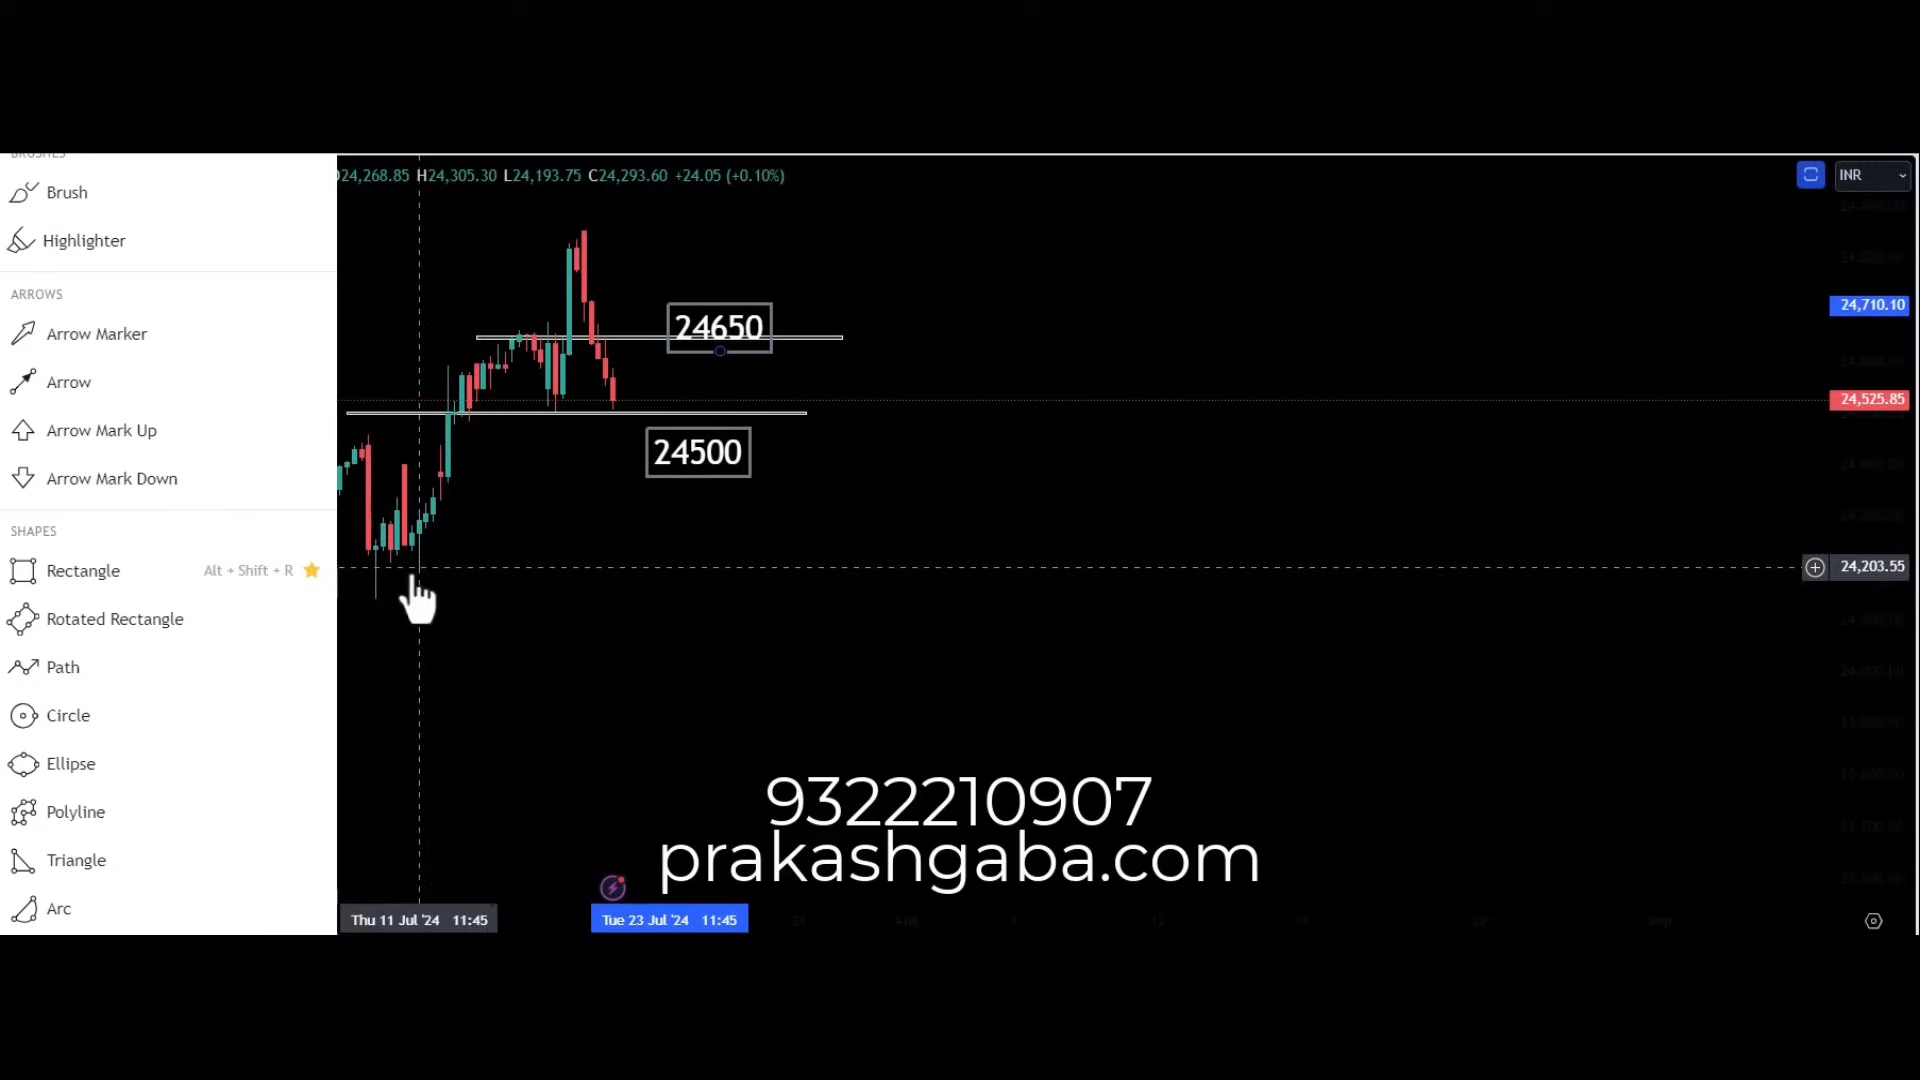 BRUSHES
Brush
Highlighter
ARROWS
Arrow Marker
Arrow
Arrow Mark Up
Arrow Mark Down
SHAPES
Rectangle Alt + Shift + R
Rotated Rectangle
Path
Circle
Ellipse
Polyline
Triangle
Arc
24,268.85 H24,305.30 L24,193.75 C24,293.60 +24.05 (+0.10%)
INR
24,710.10
24650
24,525.85
24500
24,203.55
9322210907
prakashgaba.com
Thu 11 Jul '24 11:45
Tue 23 Jul '24 11:45
Aug
Sep